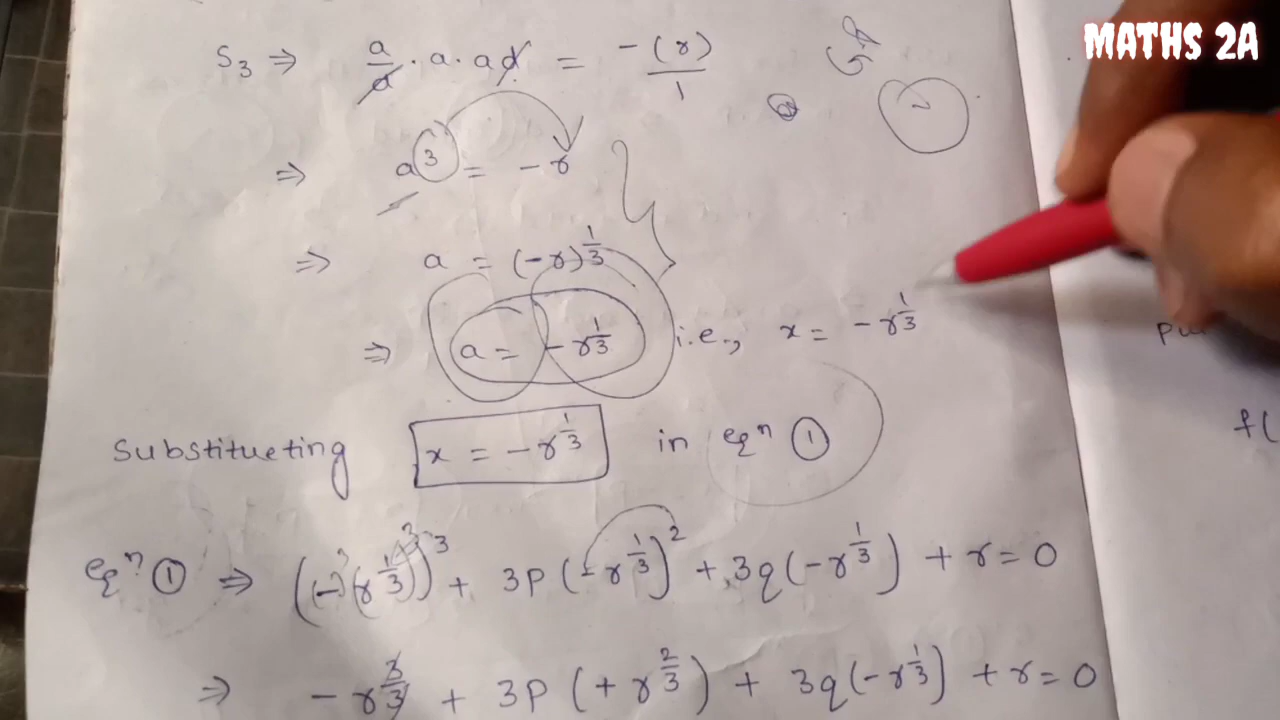 MATHS 2A
S₃ ⇒ a/d · a · ad = -(r)/1
⇒ a³ = -r
⇒ a = (-r)^1/3
⇒ a = -r^1/3 i.e., x = -r^1/3
Substitueting x = -r^1/3 in eqⁿ ①
eqⁿ ① ⇒ (-(r^1/3)³)³ + 3p(-r^1/3)² + 3q(-r^1/3) + r = 0
⇒ -r^3/3 + 3p(+r^2/3) + 3q(-r^1/3) + r = 0